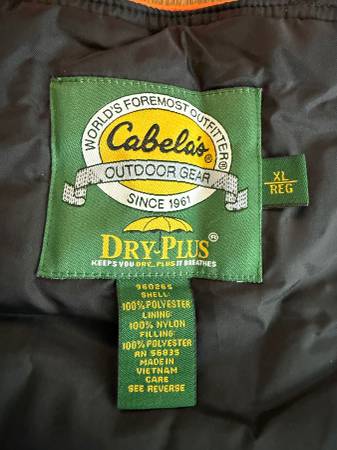 WORLD'S FOREMOST OUTFITTER®
Cabela's®
OUTDOOR GEAR
SINCE 1961
XL
REG
DRY-PLUS®
KEEPS YOU DRY...PLUS IT BREATHES
960265
SHELL:
100% POLYESTER
LINING:
100% NYLON
FILLING:
100% POLYESTER
RN 56835
MADE IN
VIETNAM
CARE
SEE REVERSE